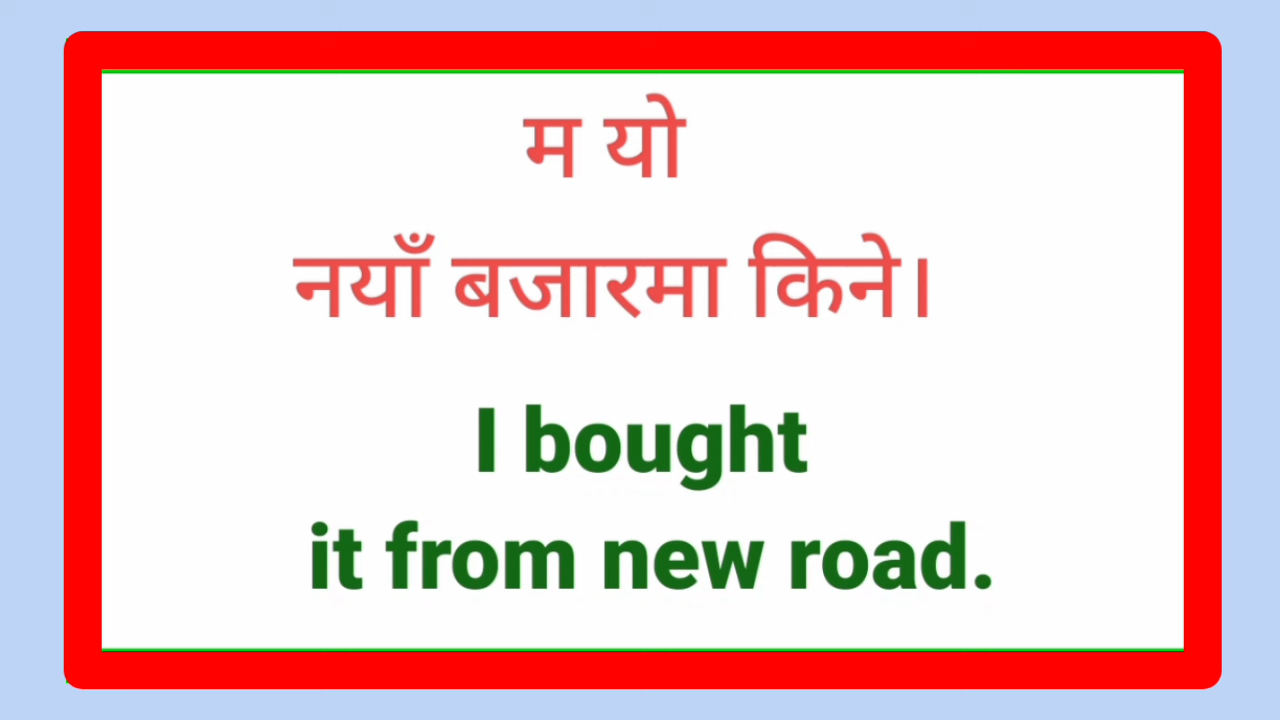 म यो
नयाँ बजारमा किने।
I bought
it from new road.